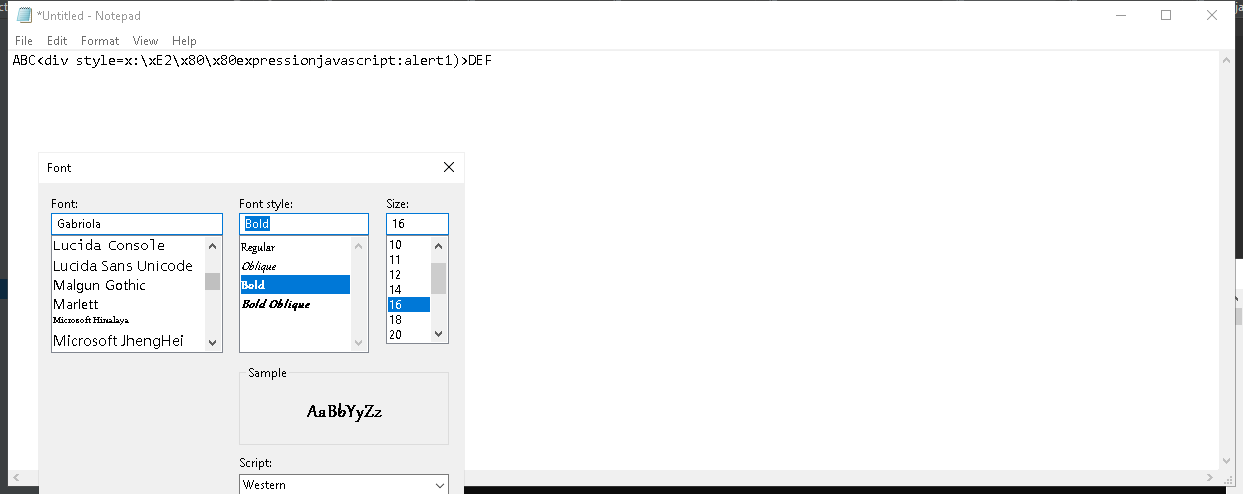 *Untitled - Notepad
File Edit Format View Help
ABC<div style=x:\xE2\x80\x80expressionjavascript:alert1)>DEF
Font
Font: Font style: Size:
Gabriola Bold 16
Lucida Console Regular 10
Lucida Sans Unicode Oblique 11
Malgun Gothic Bold 12
Marlett Bold Oblique 14
Microsoft Himalaya 16
Microsoft JhengHei 18
20
Sample
AaBbYyZz
Script:
Western